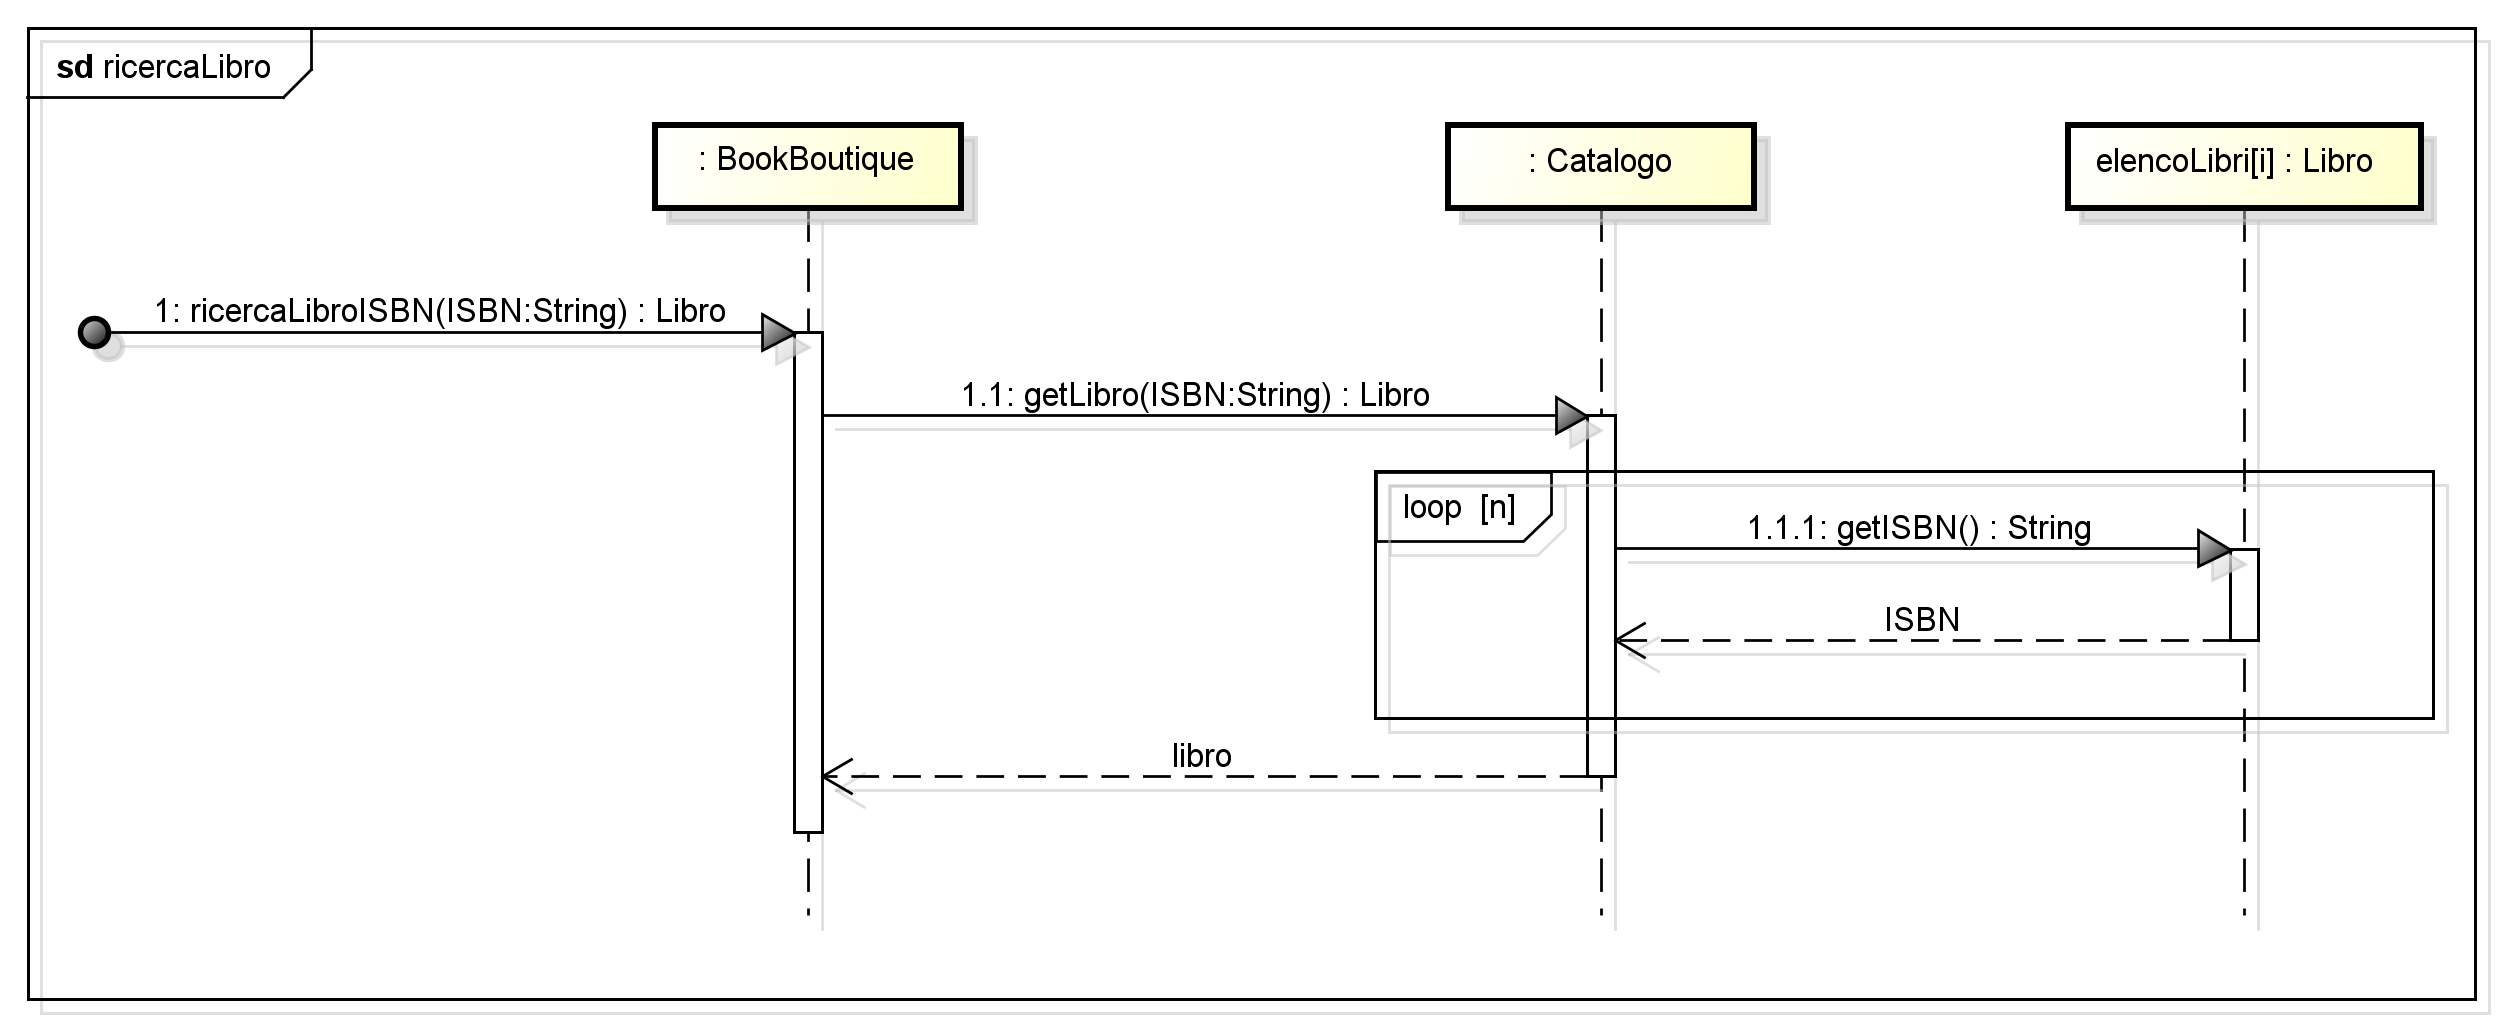 sd ricercaLibro
: BookBoutique
: Catalogo
elencoLibri[i] : Libro
1: ricercaLibroISBN(ISBN:String) : Libro
1.1: getLibro(ISBN:String) : Libro
loop [n]
1.1.1: getISBN() : String
ISBN
libro